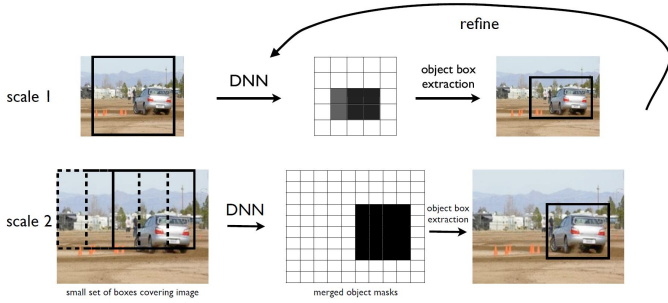 refine
scale 1
DNN
object box
extraction
scale 2
DNN
object box
extraction
small set of boxes covering image
merged object masks